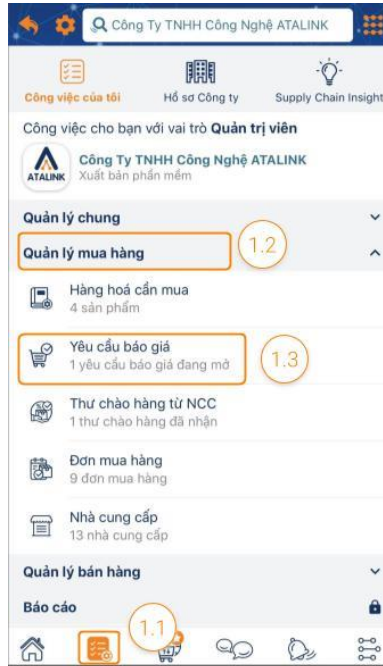 Công Ty TNHH Công Nghệ ATALINK
Công việc của tôi
Hồ sơ Công ty
Supply Chain Insight
Công việc cho bạn với vai trò Quản trị viên
ATALINK
Công Ty TNHH Công Nghệ ATALINK
Xuất bản phần mềm
Quản lý chung
Quản lý mua hàng
1.2
Hàng hoá cần mua
4 sản phẩm
Yêu cầu báo giá
1 yêu cầu báo giá đang mở
1.3
Thư chào hàng từ NCC
1 thư chào hàng đã nhận
Đơn mua hàng
9 đơn mua hàng
Nhà cung cấp
13 nhà cung cấp
Quản lý bán hàng
Báo cáo
1.1